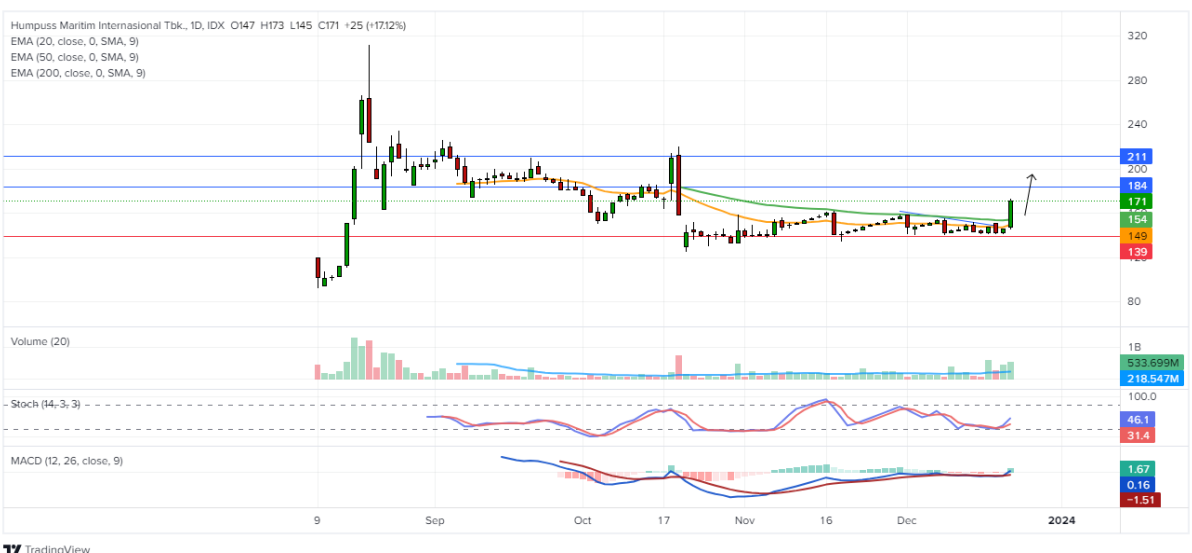 Humpuss Maritim Internasional Tbk., 1D, IDX O147 H173 L145 C171 +25 (+17.12%)
EMA (20, close, 0, SMA, 9)
EMA (50, close, 0, SMA, 9)
EMA (200, close, 0, SMA, 9)
320
280
240
211
200
184
171
154
149
139
120
80
Volume (20)
1B
533.699M
218.547M
Stoch (14, 3, 3)
100.0
46.1
31.4
MACD (12, 26, close, 9)
1.67
0.16
−1.51
9 Sep Oct 17 Nov 16 Dec 2024
TradingView